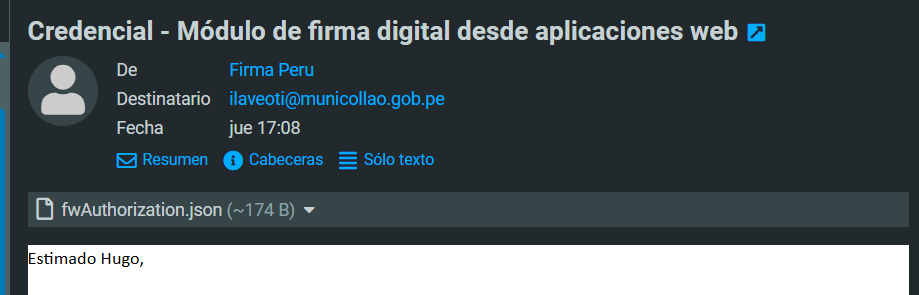 Credencial - Módulo de firma digital desde aplicaciones web
De Firma Peru
Destinatario ilaveoti@municollao.gob.pe
Fecha jue 17:08
Resumen Cabeceras Sólo texto
fwAuthorization.json (~174 B)
Estimado Hugo,